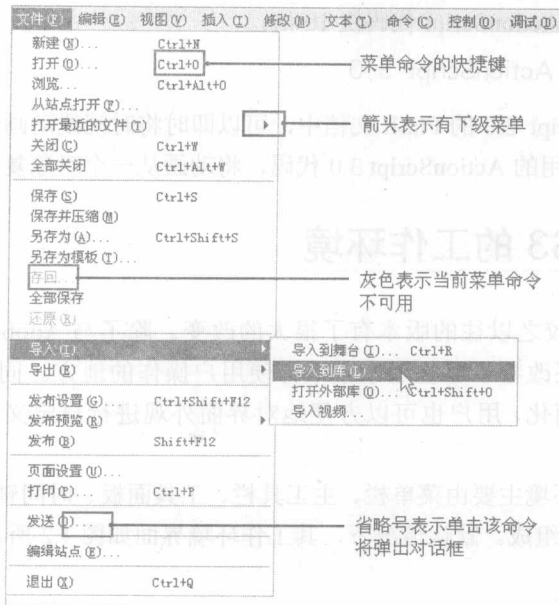 文件(F) 编辑(E) 视图(V) 插入(I) 修改(M) 文本(T) 命令(C) 控制(O) 调试(D)
新建(N)... Ctrl+N
打开(O)... Ctrl+O
菜单命令的快捷键
浏览... Ctrl+Alt+O
从站点打开(F)...
打开最近的文件(T)
箭头表示有下级菜单
关闭(C) Ctrl+W
全部关闭 Ctrl+Alt+W
保存(S) Ctrl+S
保存并压缩(M)
另存为(A)... Ctrl+Shift+S
另存为模板(T)...
存回...
灰色表示当前菜单命令
不可用
全部保存
还原(R)
导入(I)
导入到舞台(I)... Ctrl+R
导出(E)
导入到库(L)...
打开外部库(O)... Ctrl+Shift+O
导入视频...
发布设置(G)... Ctrl+Shift+F12
发布预览(R)
发布(B) Shift+F12
页面设置(U)...
打印(P)... Ctrl+P
发送(D)...
省略号表示单击该命令
将弹出对话框
编辑站点(E)...
退出(X) Ctrl+Q